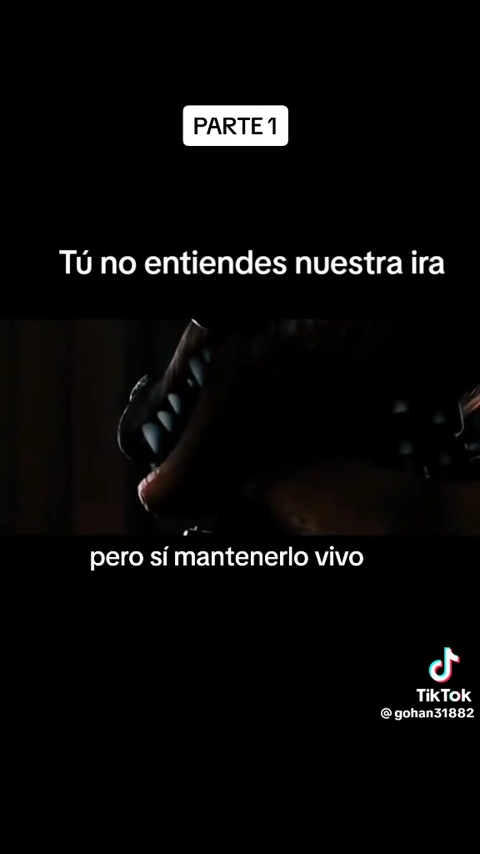 PARTE 1
Tú no entiendes nuestra ira
pero sí mantenerlo vivo
TikTok
@gohan31882